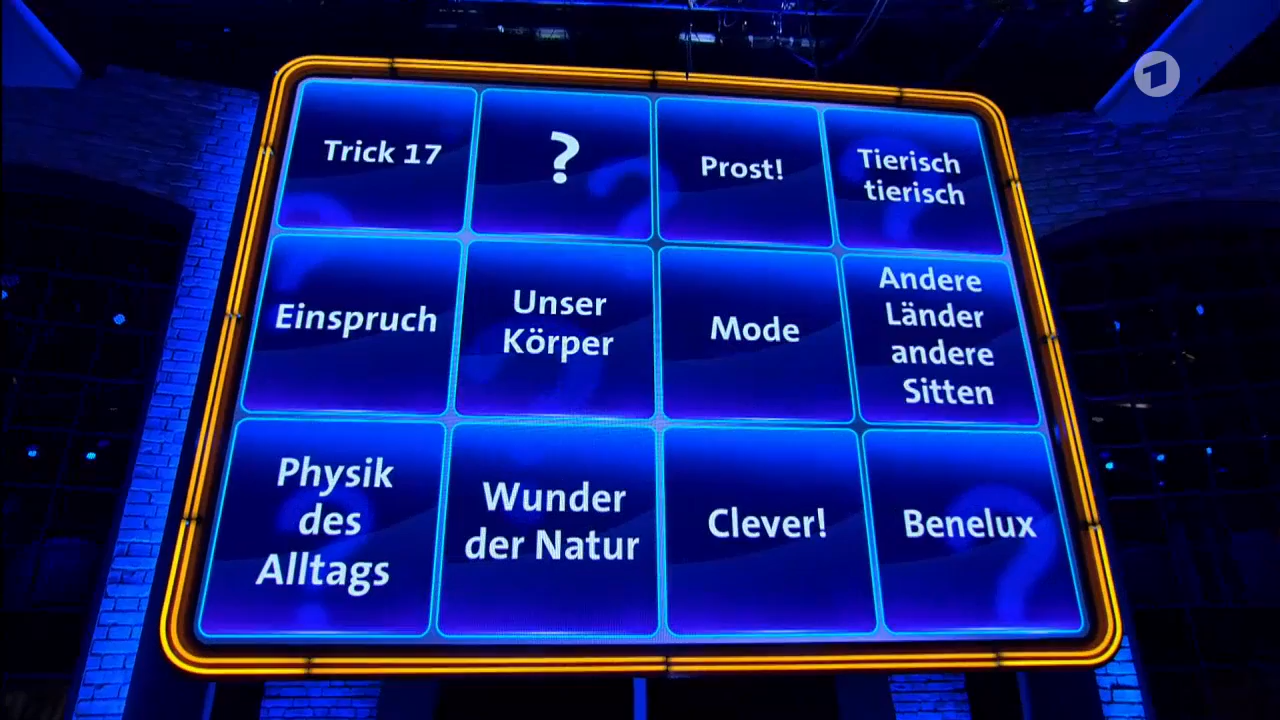 Trick 17
?
Prost!
Tierisch
tierisch
Einspruch
Unser
Körper
Mode
Andere
Länder
andere
Sitten
Physik
des
Alltags
Wunder
der Natur
Clever!
Benelux
1